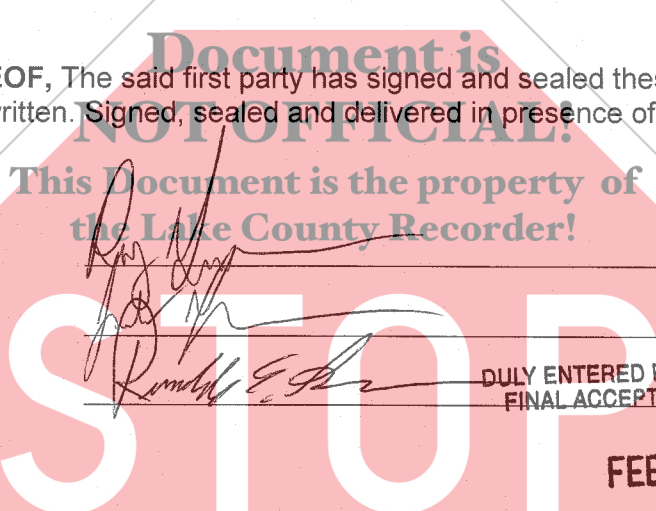 Document is
EOF, The said first party has signed and sealed thes
written. Signed, sealed and delivered in presence of
NOT OFFICIAL!
This Document is the property of
the Lake County Recorder!
STOP
DULY ENTERED
FINAL ACCEPT
FEE